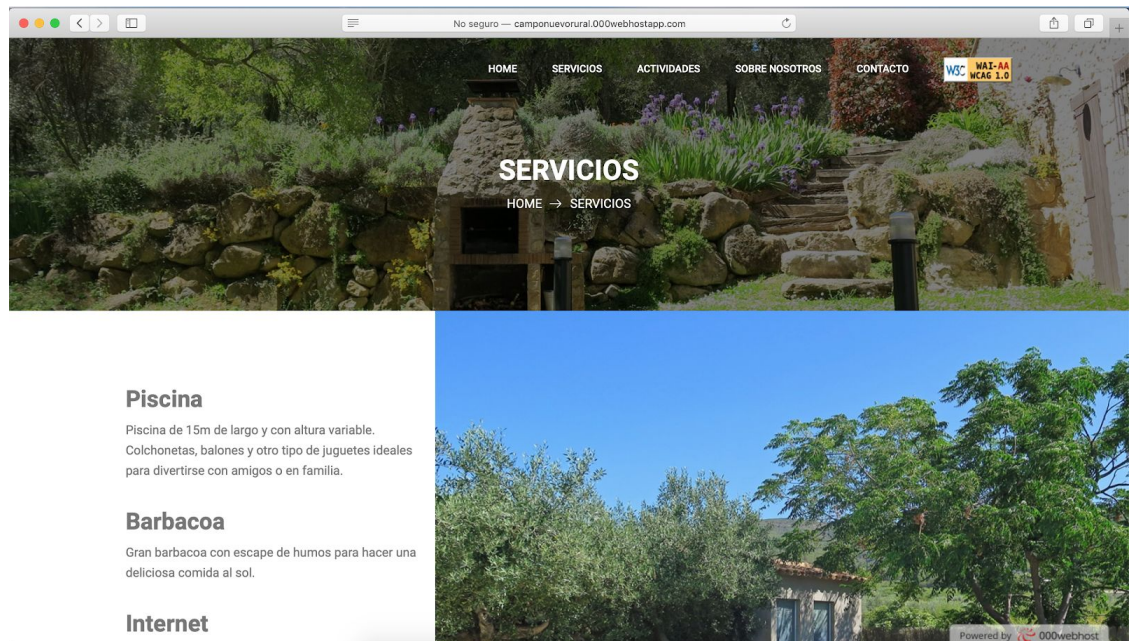 No seguro — camponuevorural.000webhostapp.com
HOME SERVICIOS ACTIVIDADES SOBRE NOSOTROS CONTACTO W3C WAI-AA WCAG 1.0
SERVICIOS
HOME → SERVICIOS
Piscina
Piscina de 15m de largo y con altura variable.
Colchonetas, balones y otro tipo de juguetes ideales
para divertirse con amigos o en familia.
Barbacoa
Gran barbacoa con escape de humos para hacer una
deliciosa comida al sol.
Internet
Powered by 000webhost